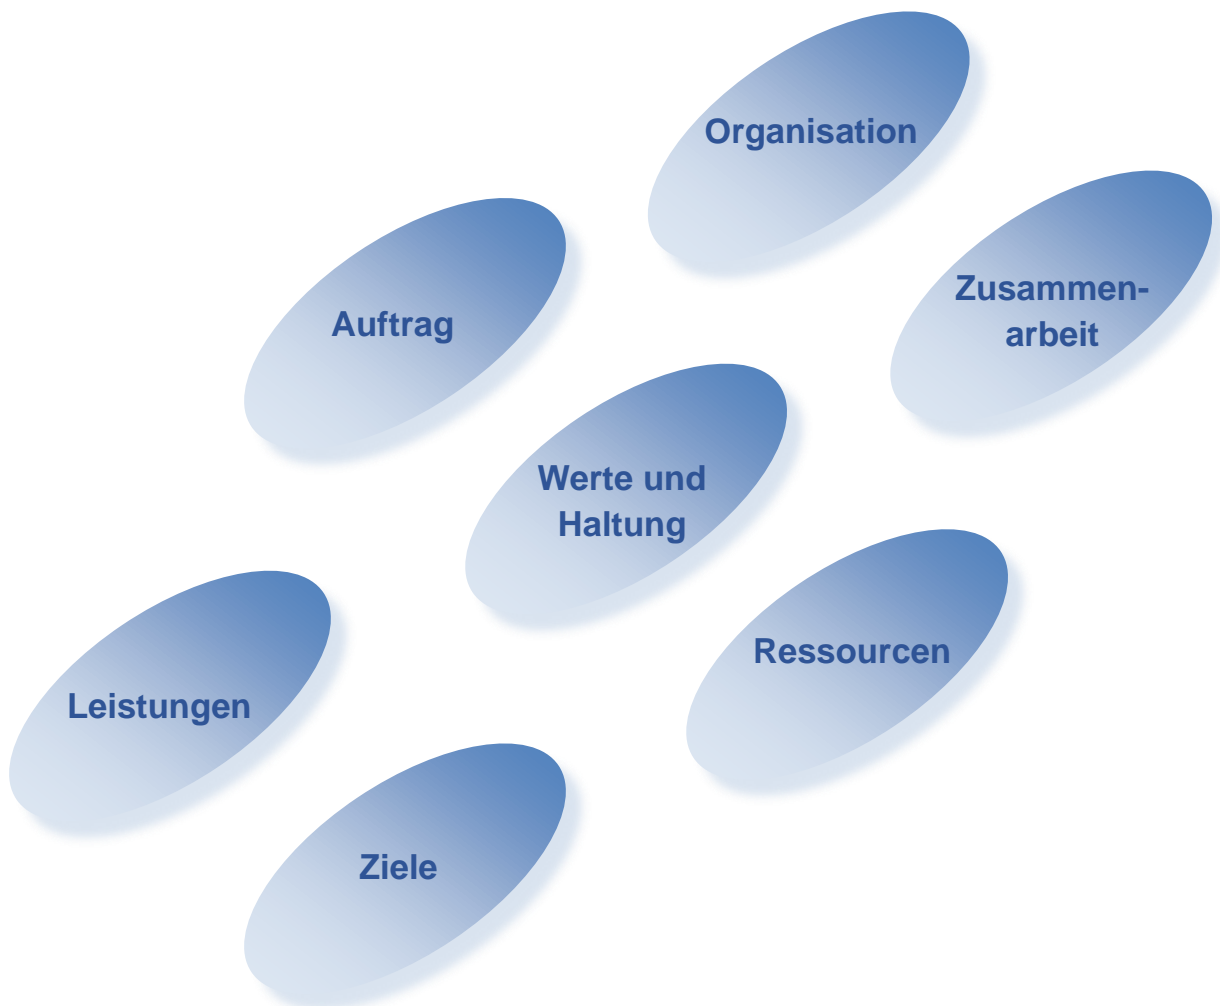 Organisation
Zusammen-
arbeit
Auftrag
Werte und
Haltung
Ressourcen
Leistungen
Ziele